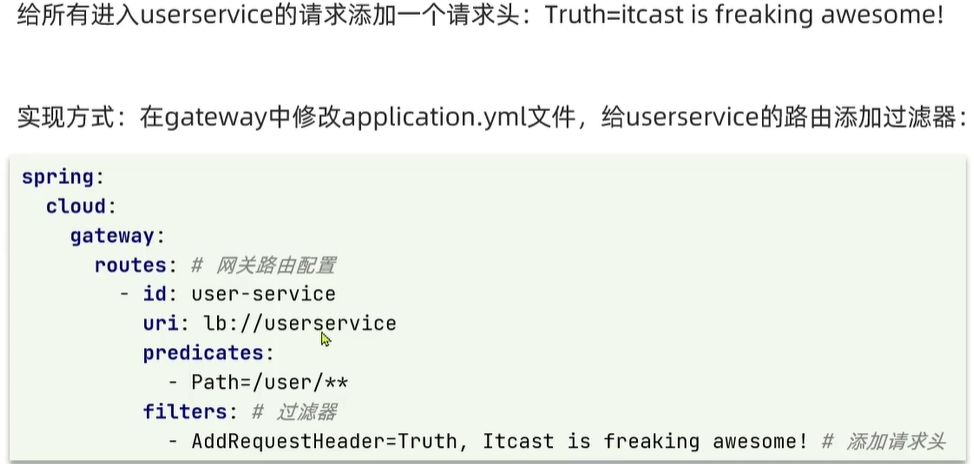 给所有进入userservice的请求添加一个请求头：Truth=itcast is freaking awesome!
实现方式：在gateway中修改application.yml文件，给userservice的路由添加过滤器：
spring:
  cloud:
    gateway:
      routes: # 网关路由配置
        - id: user-service
          uri: lb://userservice
          predicates:
            - Path=/user/**
          filters: # 过滤器
            - AddRequestHeader=Truth, Itcast is freaking awesome! # 添加请求头